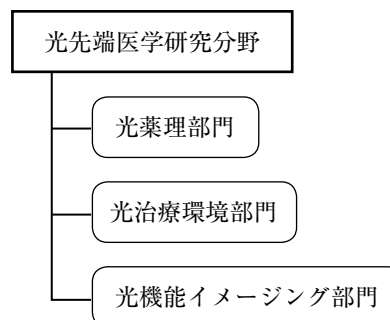 光先端医学研究分野
光薬理部門
光治療環境部門
光機能イメージング部門